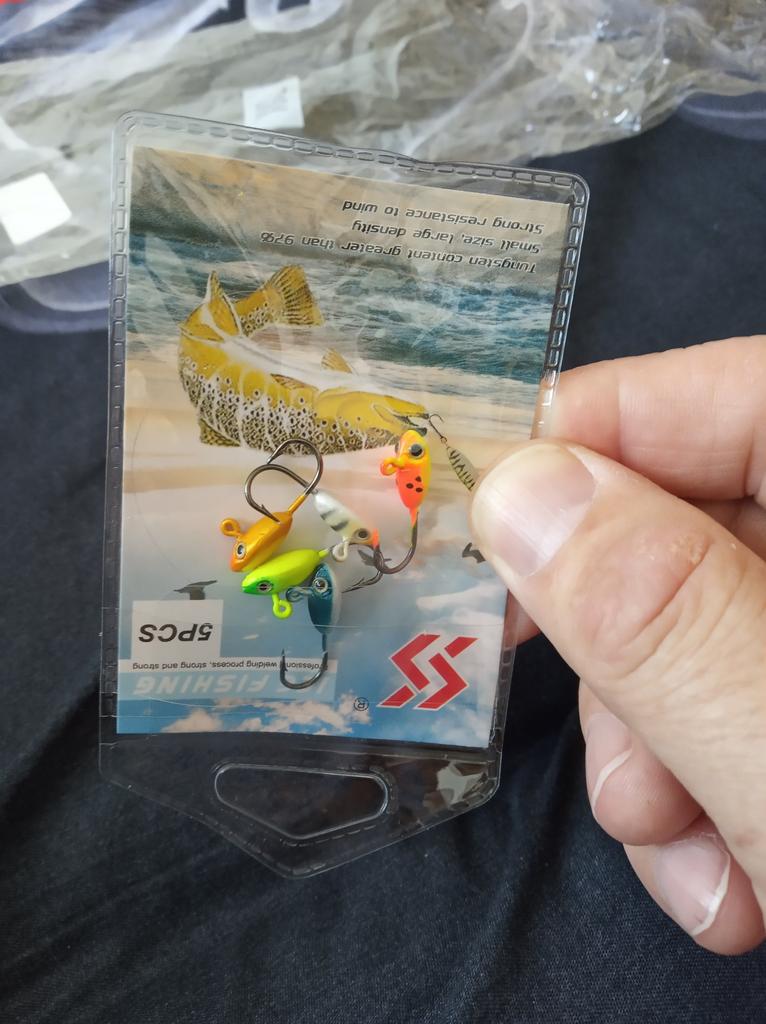 FISHING
Professional welding process, strong and strong
5PCS
®
Tungsten content greater than 97%
Small size, large density
Strong resistance to wind